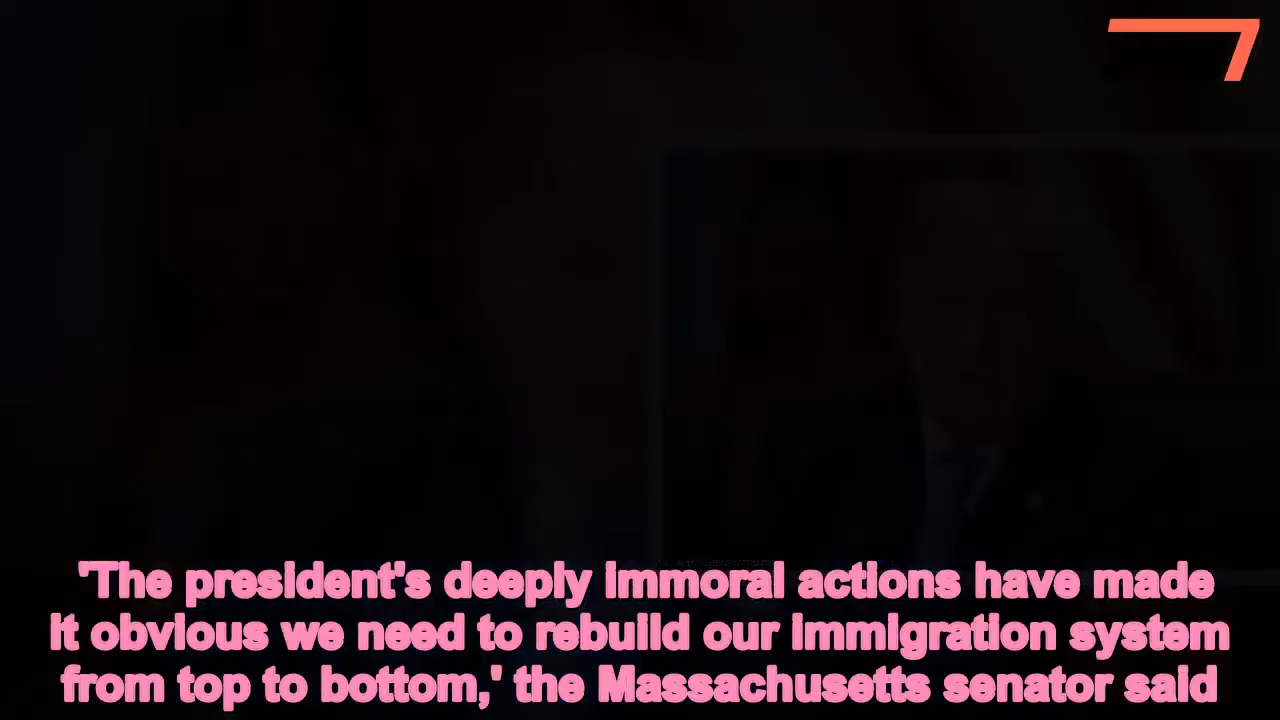 'The president's deeply immoral actions have made
it obvious we need to rebuild our immigration system
from top to bottom,' the Massachusetts senator said